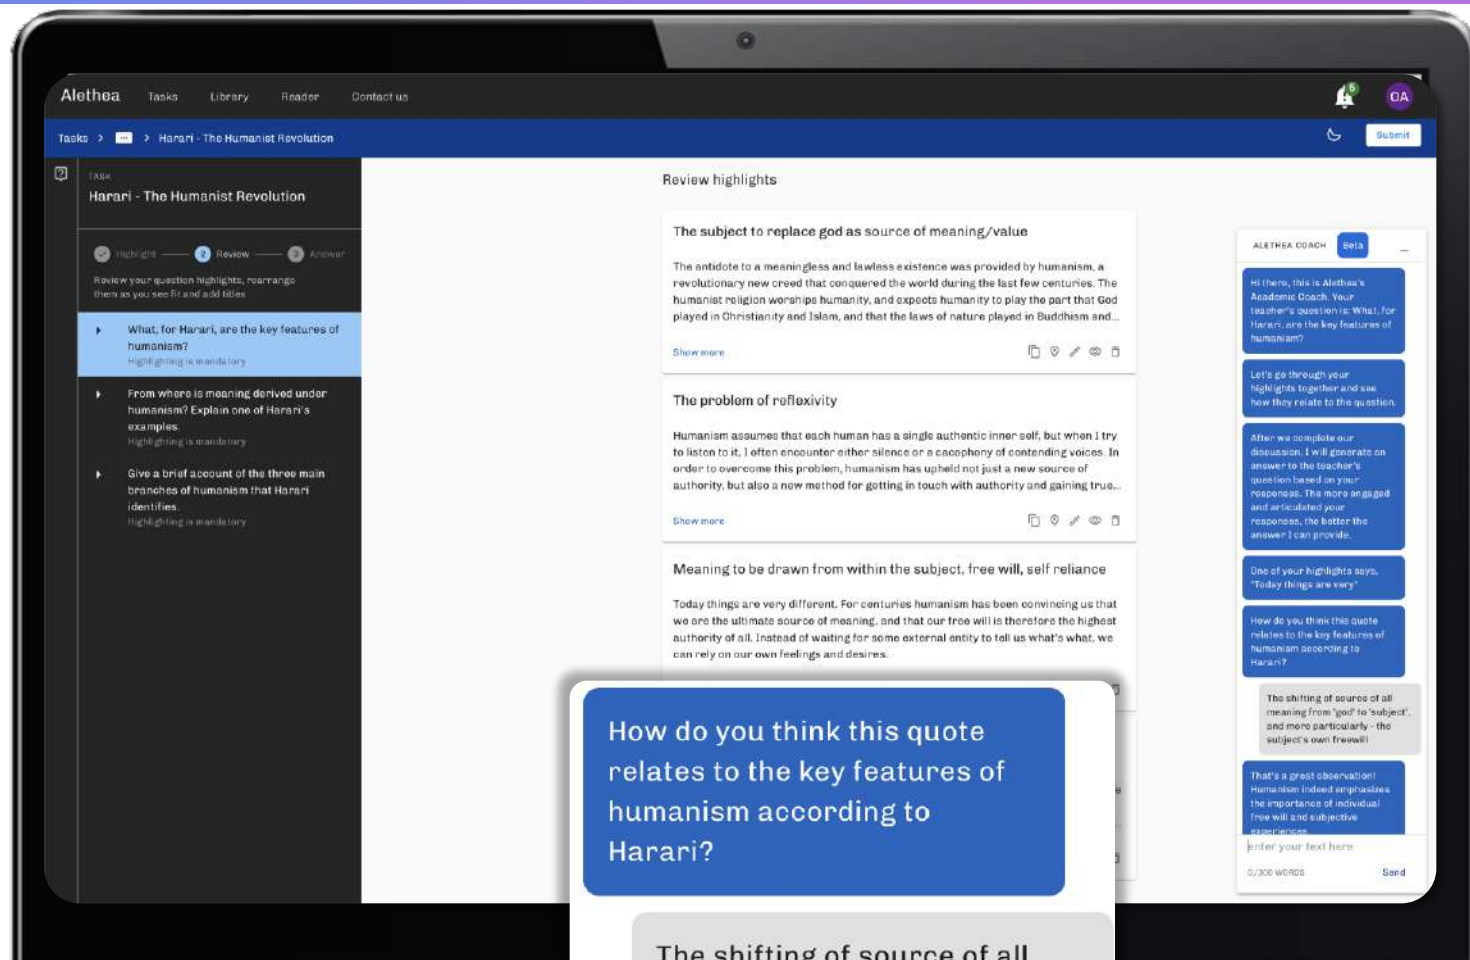 Alethea Tasks Library Reader Contact us
6
OA
Tasks > ... > Harari - The Humanist Revolution
Submit
TASK
Harari - The Humanist Revolution
Highlight 2 Review 3 Answer
Review your question highlights, rearrange
them as you see fit and add titles
What, for Harari, are the key features of
humanism?
Highlighting is mandatory
From where is meaning derived under
humanism? Explain one of Harari's
examples.
Highlighting is mandatory
Give a brief account of the three main
branches of humanism that Harari
identifies.
Highlighting is mandatory
Review highlights
The subject to replace god as source of meaning/value
The antidote to a meaningless and lawless existence was provided by humanism, a
revolutionary new creed that conquered the world during the last few centuries. The
humanist religion worships humanity, and expects humanity to play the part that God
played in Christianity and Islam, and that the laws of nature played in Buddhism and...
Show more
The problem of reflexivity
Humanism assumes that each human has a single authentic inner self, but when I try
to listen to it, I often encounter either silence or a cacophony of contending voices. In
order to overcome this problem, humanism has upheld not just a new source of
authority, but also a new method for getting in touch with authority and gaining true...
Show more
Meaning to be drawn from within the subject, free will, self reliance
Today things are very different. For centuries humanism has been convincing us that
we are the ultimate source of meaning, and that our free will is therefore the highest
authority of all. Instead of waiting for some external entity to tell us what's what, we
can rely on our own feelings and desires.
How do you think this quote
relates to the key features of
humanism according to
Harari?
The shifting of source of all
ALETHEA COACH Beta
Hi there, this is Alethea's
Academic Coach. Your
teacher's question is: What, for
Harari, are the key features of
humanism?
Let's go through your
highlights together and see
how they relate to the question.
After we complete our
discussion, I will generate an
answer to the teacher's
question based on your
responses. The more engaged
and articulated your
responses, the better the
answer I can provide.
One of your highlights says,
"Today things are very"
How do you think this quote
relates to the key features of
humanism according to
Harari?
The shifting of source of all
meaning from 'god' to 'subject',
and more particularly - the
subject's own freewill
That's a great observation!
Humanism indeed emphasizes
the importance of individual
free will and subjective
experiences.
enter your text here
0/300 WORDS Send